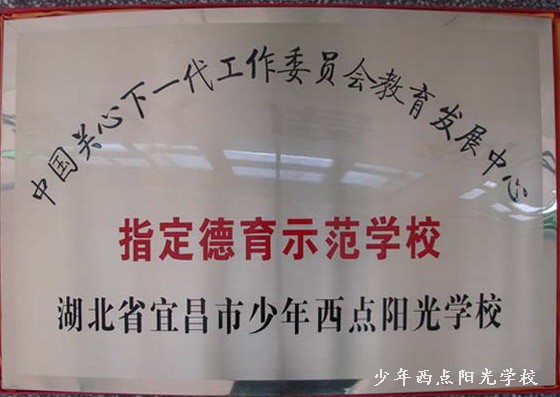 中国关心下一代工作委员会教育发展中心
指定德育示范学校
湖北省宜昌市少年西点阳光学校
少年西点阳光学校